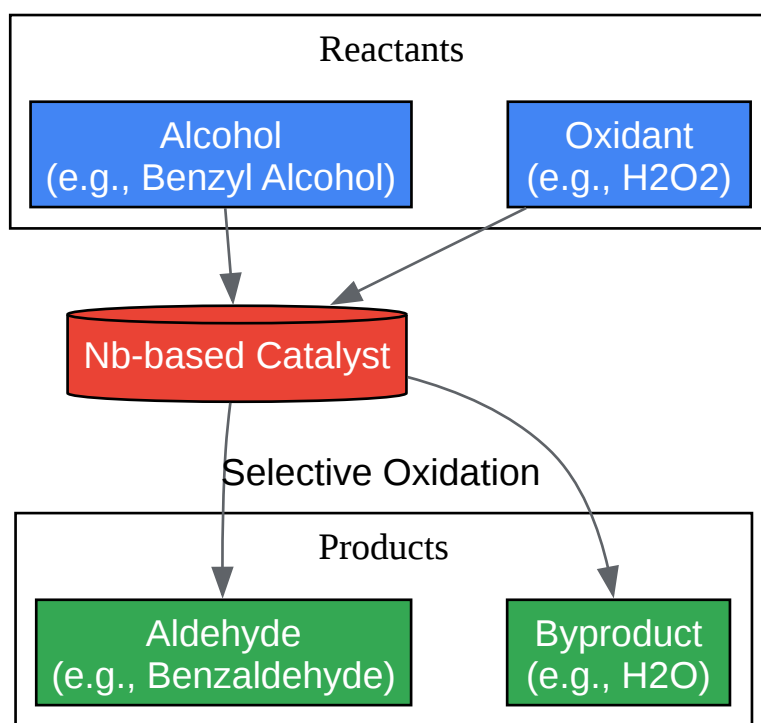 Reactants
Alcohol
(e.g., Benzyl Alcohol)
Oxidant
(e.g., H2O2)
Nb-based Catalyst
Selective Oxidation
Products
Aldehyde
(e.g., Benzaldehyde)
Byproduct
(e.g., H2O)